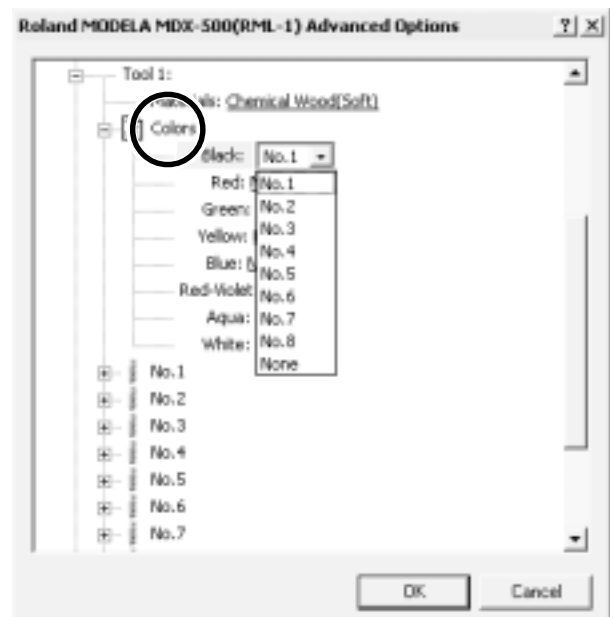 Roland MODELA MDX-500(RML-1) Advanced Options
Tool 1:
Chemical Wood(Soft)
Colors
Black: No.1
Red: No.1
Green: No.2
Yellow: No.3
No.4
Blue: No.5
Red-Violet No.6
Aqua: No.7
White: No.8
None
No.1
No.2
No.3
No.4
No.5
No.6
No.7
OK Cancel